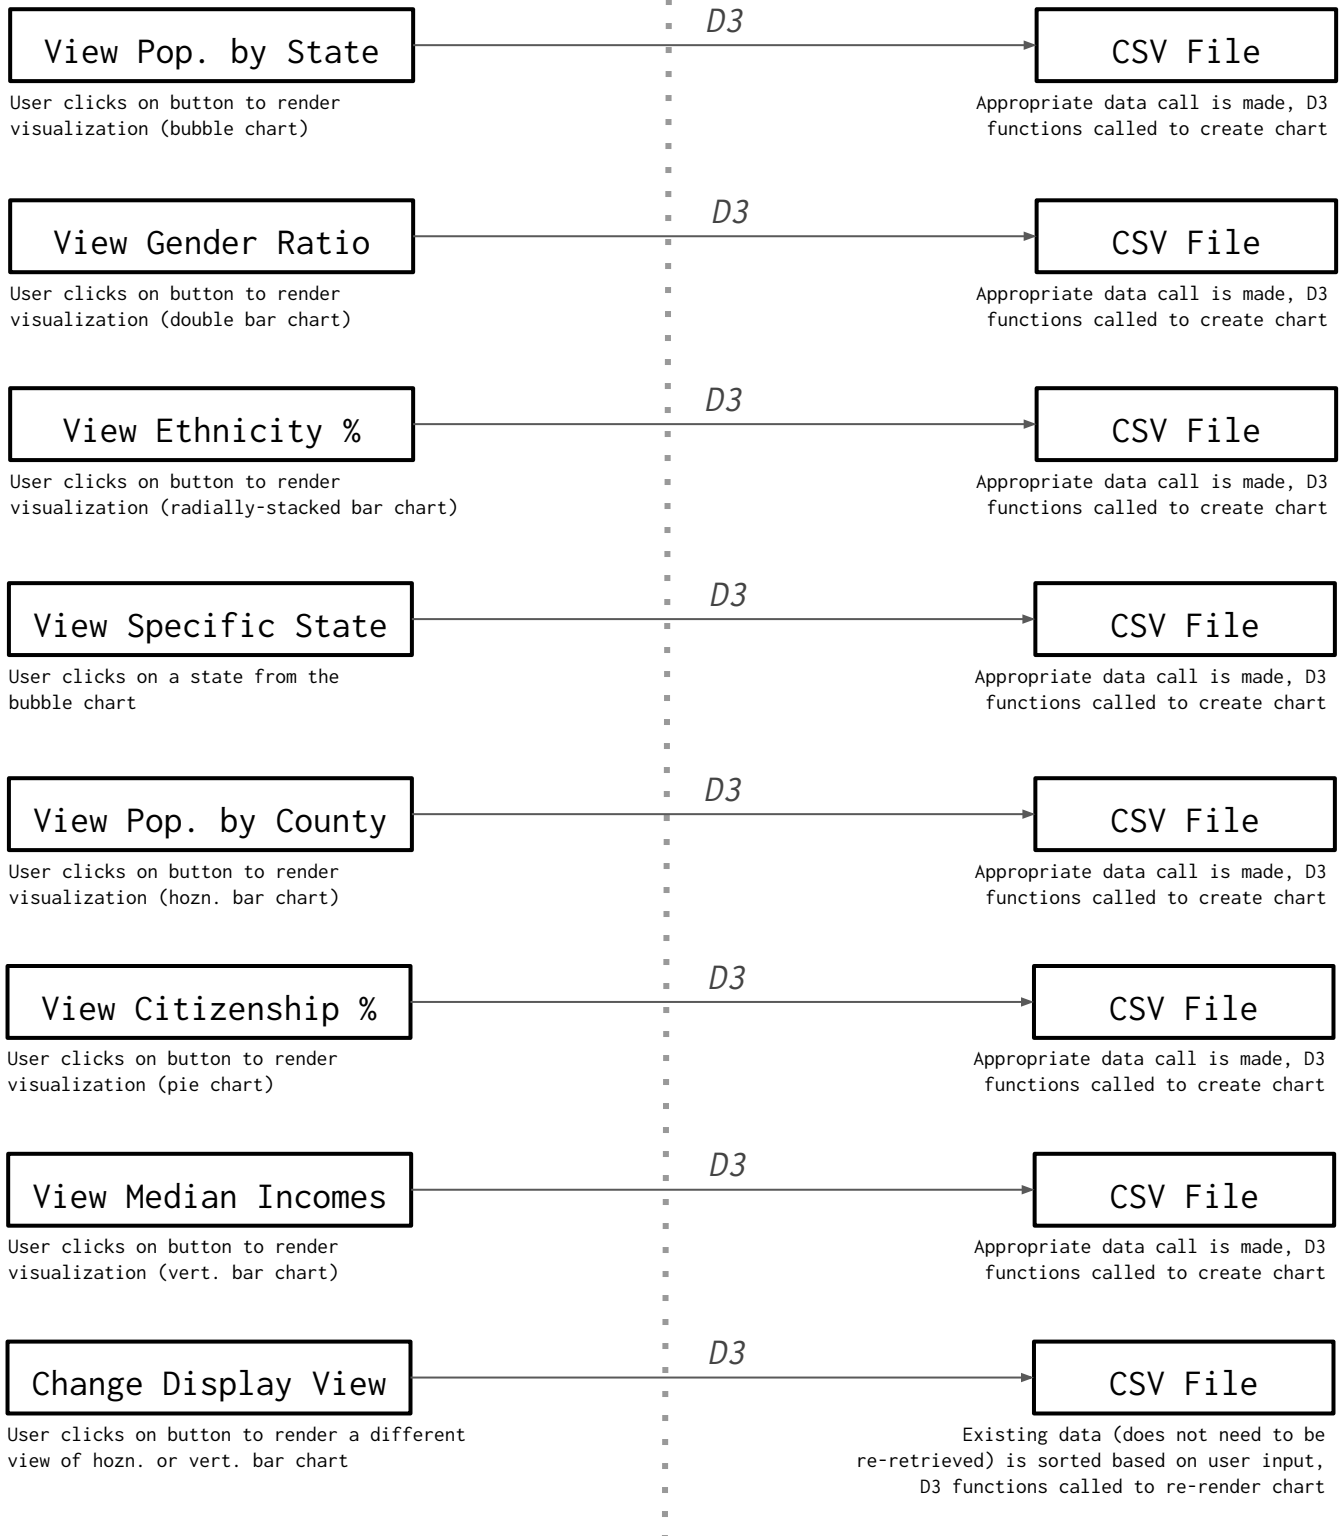 View Pop. by State
D3
CSV File
User clicks on button to render
visualization (bubble chart)
Appropriate data call is made, D3
functions called to create chart
View Gender Ratio
D3
CSV File
User clicks on button to render
visualization (double bar chart)
Appropriate data call is made, D3
functions called to create chart
View Ethnicity %
D3
CSV File
User clicks on button to render
visualization (radially-stacked bar chart)
Appropriate data call is made, D3
functions called to create chart
View Specific State
D3
CSV File
User clicks on a state from the
bubble chart
Appropriate data call is made, D3
functions called to create chart
View Pop. by County
D3
CSV File
User clicks on button to render
visualization (hozn. bar chart)
Appropriate data call is made, D3
functions called to create chart
View Citizenship %
D3
CSV File
User clicks on button to render
visualization (pie chart)
Appropriate data call is made, D3
functions called to create chart
View Median Incomes
D3
CSV File
User clicks on button to render
visualization (vert. bar chart)
Appropriate data call is made, D3
functions called to create chart
Change Display View
D3
CSV File
User clicks on button to render a different
view of hozn. or vert. bar chart
Existing data (does not need to be
re-retrieved) is sorted based on user input,
D3 functions called to re-render chart